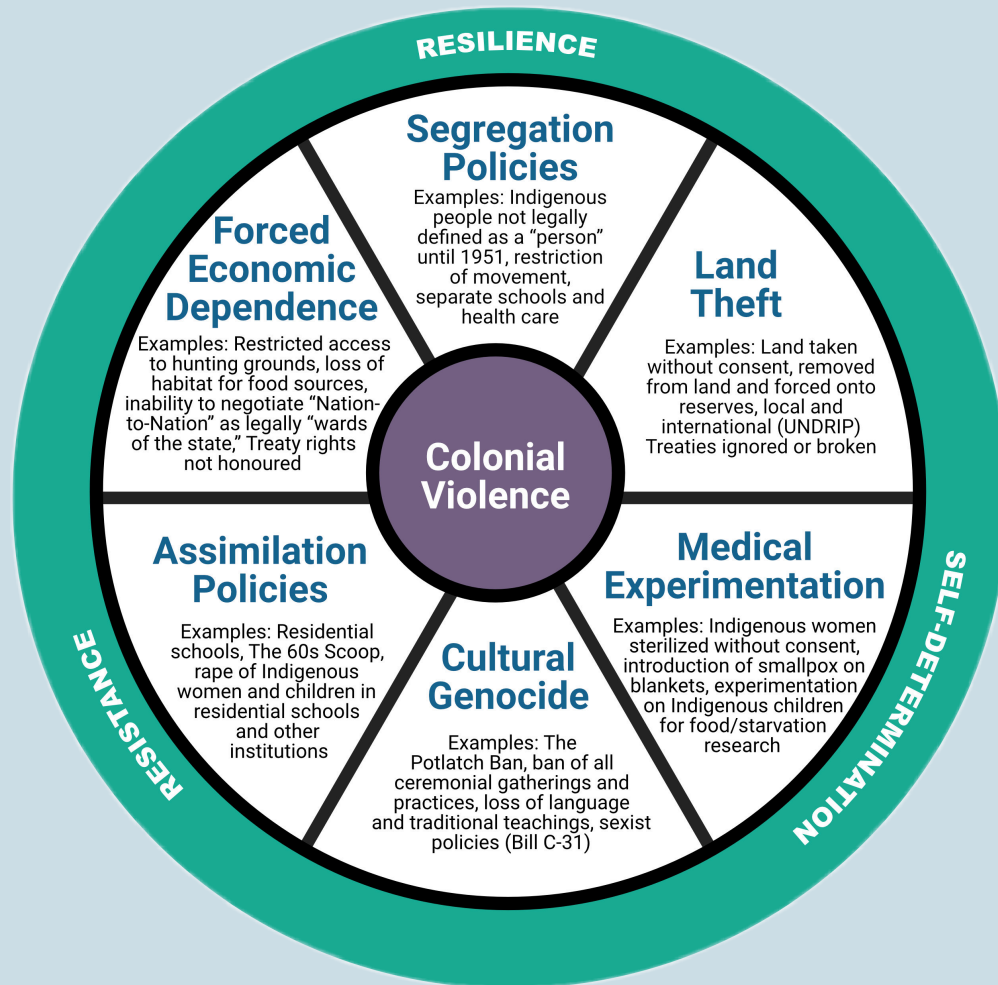 RESILIENCE
Segregation
Policies
Examples: Indigenous
people not legally
defined as a “person”
until 1951, restriction
of movement,
separate schools and
health care
Land
Theft
Examples: Land taken
without consent, removed
from land and forced onto
reserves, local and
international (UNDRIP)
Treaties ignored or broken
Medical
Experimentation
Examples: Indigenous women
sterilized without consent,
introduction of smallpox on
blankets, experimentation
on Indigenous children
for food/starvation
research
Cultural
Genocide
Examples: The
Potlatch Ban, ban of all
ceremonial gatherings and
practices, loss of language
and traditional teachings, sexist
policies (Bill C-31)
Assimilation
Policies
Examples: Residential
schools, The 60s Scoop,
rape of Indigenous
women and children in
residential schools
and other
institutions
Forced
Economic
Dependence
Examples: Restricted access
to hunting grounds, loss of
habitat for food sources,
inability to negotiate “Nation-
to-Nation” as legally “wards
of the state,” Treaty rights
not honoured
Colonial
Violence
SELF-DETERMINATION
RESISTANCE